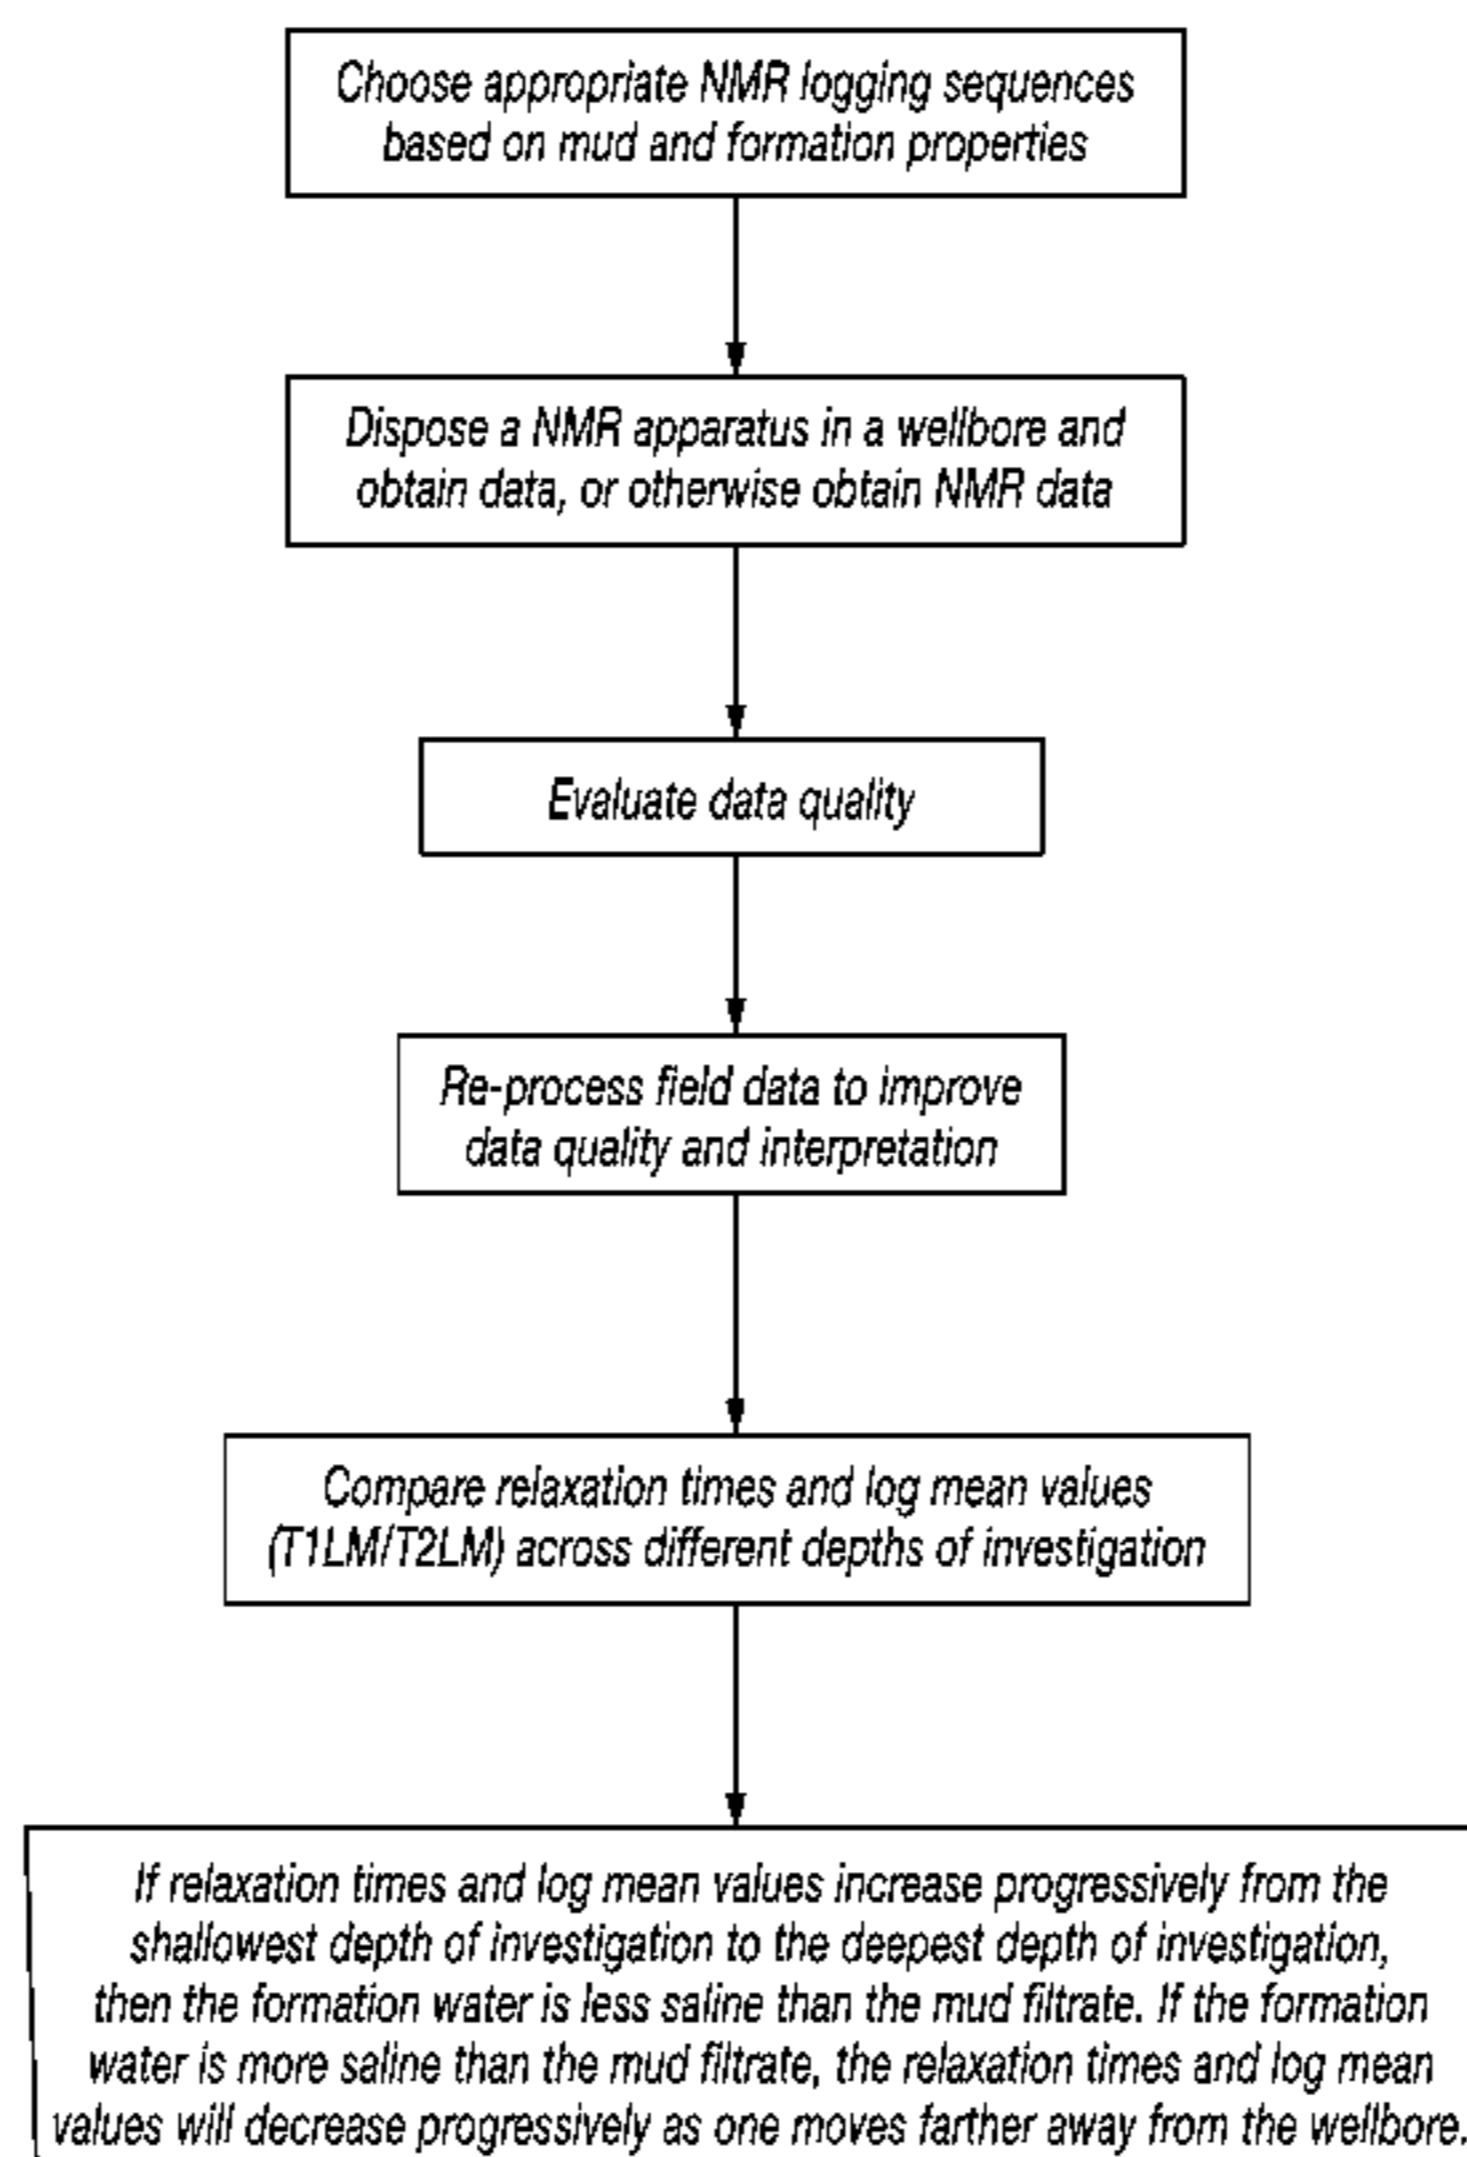 Choose appropriate NMR logging sequences
based on mud and formation properties
Dispose a NMR apparatus in a wellbore and
obtain data, or otherwise obtain NMR data
Evaluate data quality
Re-process field data to improve
data quality and interpretation
Compare relaxation times and log mean values
(T1LM/T2LM) across different depths of investigation
If relaxation times and log mean values increase progressively from the
shallowest depth of investigation to the deepest depth of investigation,
then the formation water is less saline than the mud filtrate. If the formation
water is more saline than the mud filtrate, the relaxation times and log mean
values will decrease progressively as one moves farther away from the wellbore.